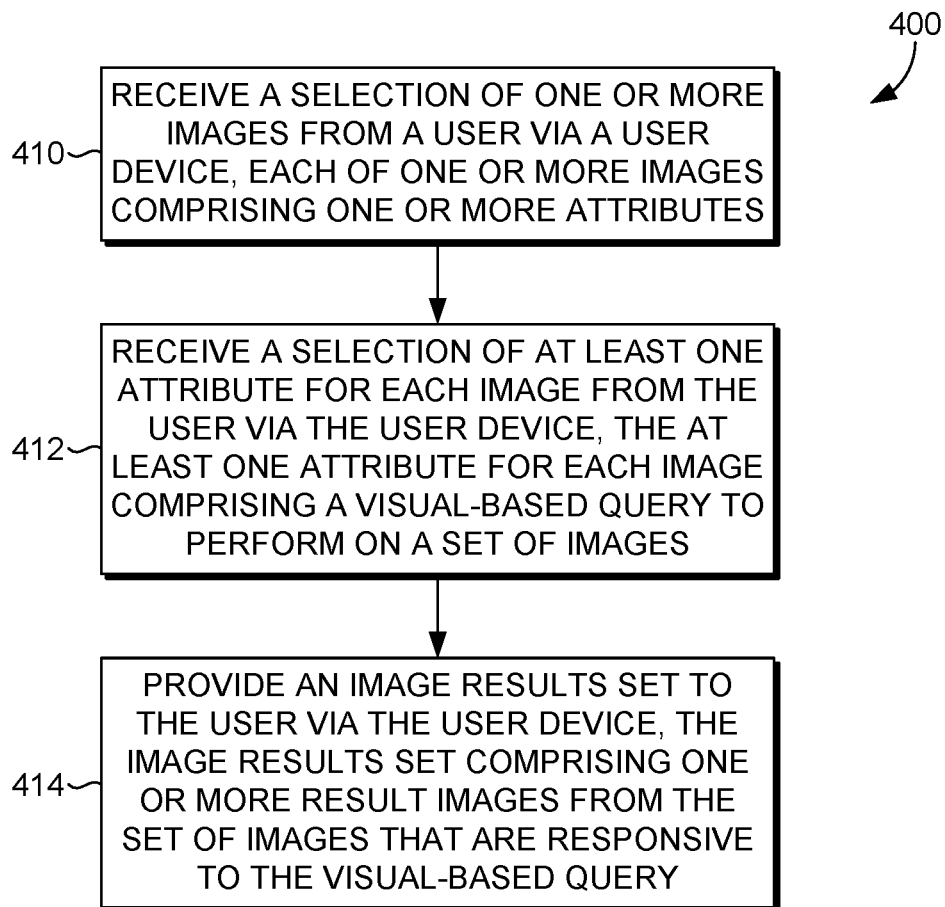 400
410
RECEIVE A SELECTION OF ONE OR MORE
IMAGES FROM A USER VIA A USER
DEVICE, EACH OF ONE OR MORE IMAGES
COMPRISING ONE OR MORE ATTRIBUTES
412
RECEIVE A SELECTION OF AT LEAST ONE
ATTRIBUTE FOR EACH IMAGE FROM THE
USER VIA THE USER DEVICE, THE AT
LEAST ONE ATTRIBUTE FOR EACH IMAGE
COMPRISING A VISUAL-BASED QUERY TO
PERFORM ON A SET OF IMAGES
414
PROVIDE AN IMAGE RESULTS SET TO
THE USER VIA THE USER DEVICE, THE
IMAGE RESULTS SET COMPRISING ONE
OR MORE RESULT IMAGES FROM THE
SET OF IMAGES THAT ARE RESPONSIVE
TO THE VISUAL-BASED QUERY